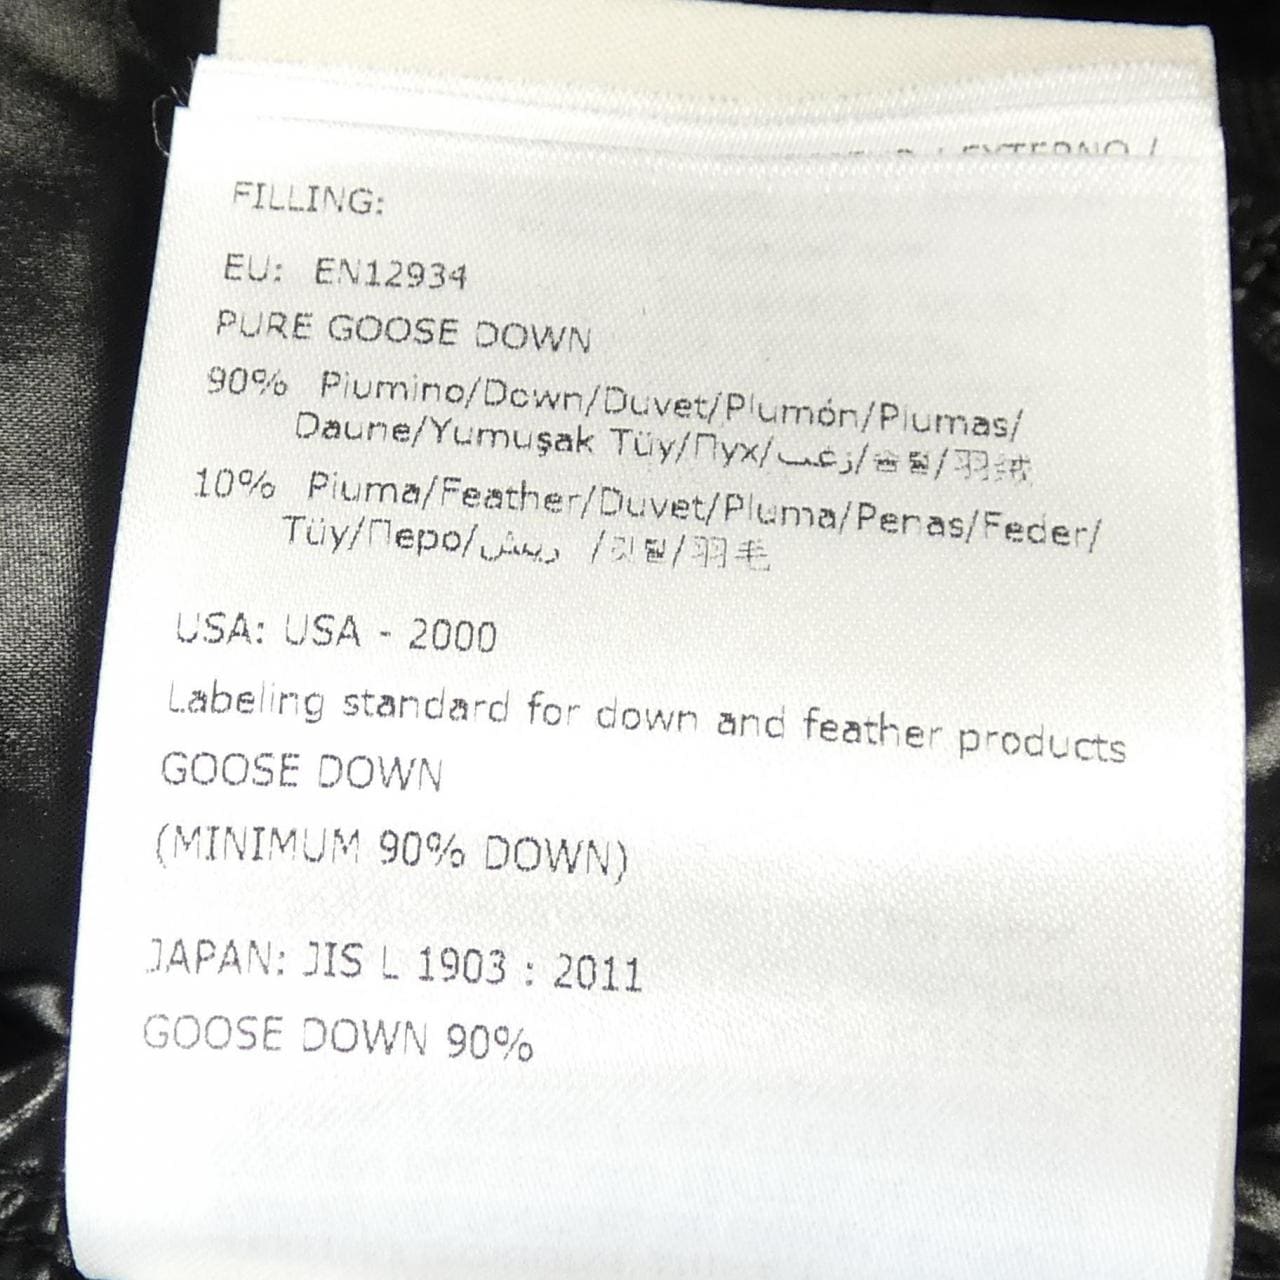 EXTERNO /
FILLING:
EU: EN12934
PURE GOOSE DOWN
90% Piumino/Down/Duvet/Plumón/Plumas/
Daune/Yumuşak Tüy/Пух/زغب/솜털/羽绒
10% Piuma/Feather/Duvet/Pluma/Penas/Feder/
Tüy/Перо/ريش /깃털/羽毛
USA: USA - 2000
Labeling standard for down and feather products
GOOSE DOWN
(MINIMUM 90% DOWN)
JAPAN: JIS L 1903 : 2011
GOOSE DOWN 90%